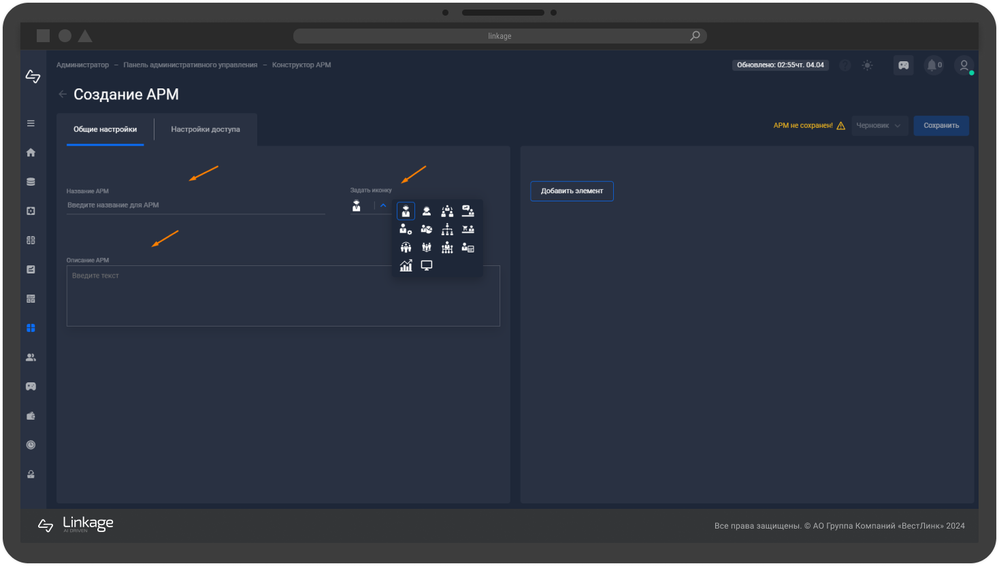 linkage
Администратор – Панель административного управления – Конструктор АРМ
Обновлено: 02:55чт. 04.04
0
Создание АРМ
Общие настройки
Настройки доступа
АРМ не сохранен!
Черновик
Сохранить
Название АРМ
Введите название для АРМ
Задать иконку
Описание АРМ
Введите текст
Добавить элемент
Linkage
AI DRIVEN
Все права защищены. © АО Группа Компаний «ВестЛинк» 2024